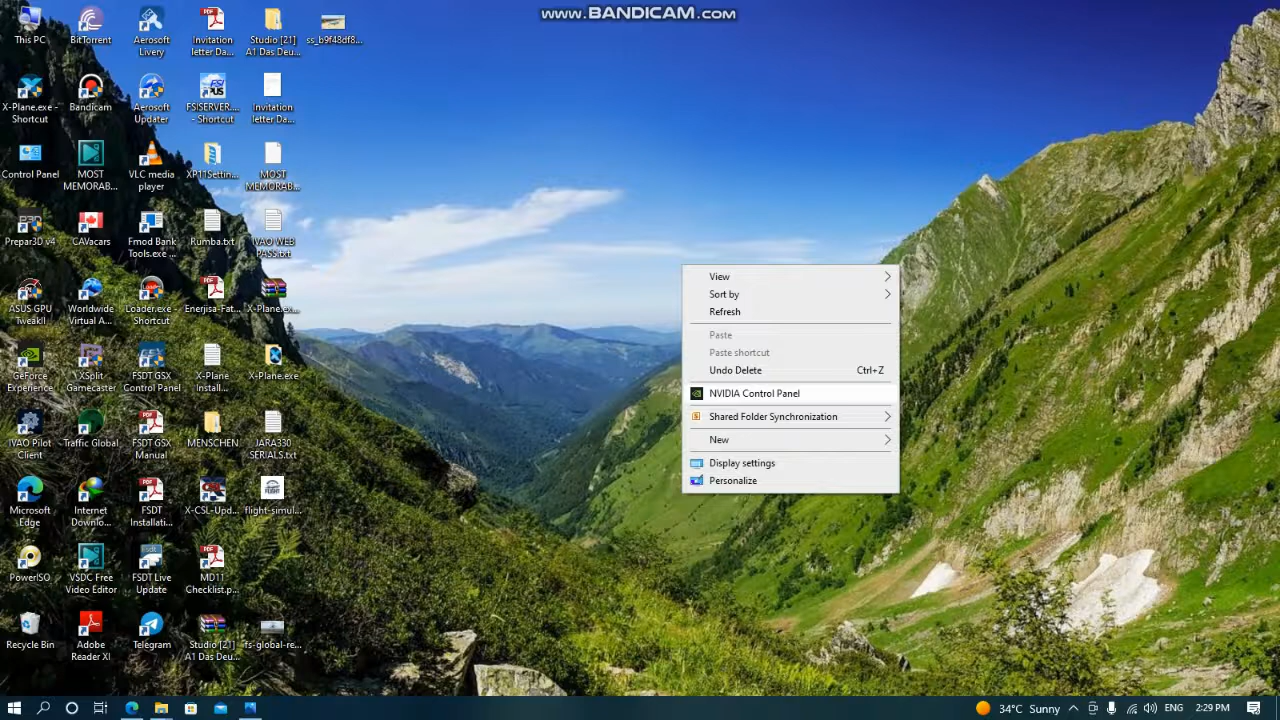 www.BANDICAM.com
This PC
BitTorrent
Aerosoft
Livery
Invitation
letter Da...
Studio [21]
A1 Das Deu...
ss_b9f48df8...
X-Plane.exe -
Shortcut
Bandicam
Aerosoft
Updater
FSISERVER....
- Shortcut
Invitation
letter Da...
Control Panel
MOST
MEMORAB...
VLC media
player
XP11Settin...
MOST
MEMORAB...
Prepar3D v4
CAVacars
Fmod Bank
Tools.exe ...
Rumba.txt
IVAO WEB
PASS.txt
ASUS GPU
TweakII
Worldwide
Virtual A...
Loader.exe -
Shortcut
Enerjisa-Fat...
X-Plane.ex...
GeForce
Experience
XSplit
Gamecaster
FSDT GSX
Control Panel
X-Plane
Install...
X-Plane.exe
IVAO Pilot
Client
Traffic Global
FSDT GSX
Manual
MENSCHEN
JARA330
SERIALS.txt
Microsoft
Edge
Internet
Downlo...
FSDT
Installati...
X-CSL-Upd...
flight-simul...
PowerISO
VSDC Free
Video Editor
FSDT Live
Update
MD11
Checklist.p...
Recycle Bin
Adobe
Reader XI
Telegram
Studio [21]
A1 Das Deu...
fs-global-re...
View
Sort by
Refresh
Paste
Paste shortcut
Undo Delete Ctrl+Z
NVIDIA Control Panel
Shared Folder Synchronization
New
Display settings
Personalize
34°C Sunny ENG 2:29 PM